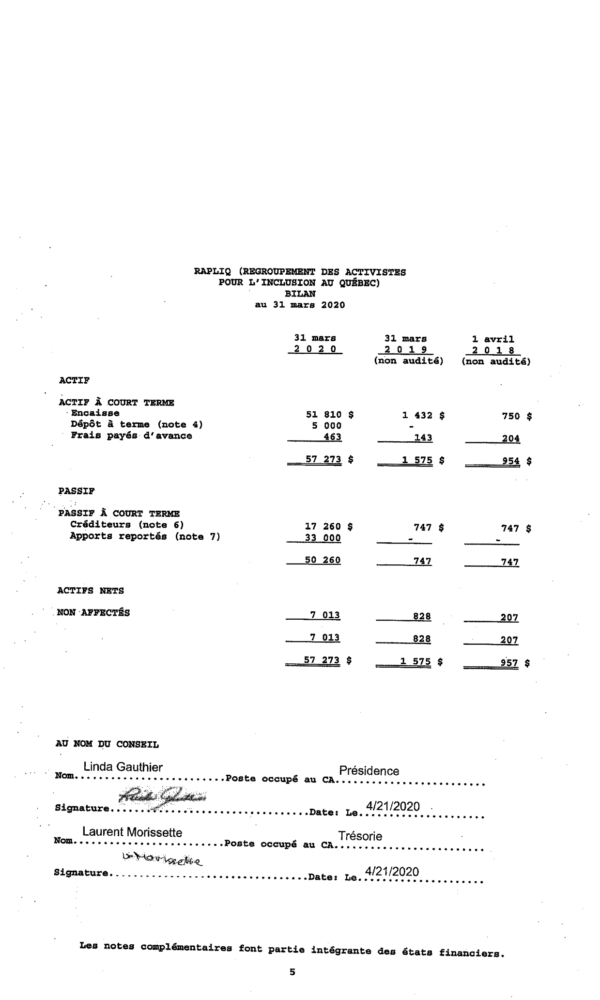 RAPLIQ (REGROUPEMENT DES ACTIVISTES
POUR L'INCLUSION AU QUÉBEC)
BILAN
au 31 mars 2020
31 mars 31 mars 1 avril
2 0 2 0 2 0 1 9 2 0 1 8
(non audité) (non audité)
ACTIF
ACTIF À COURT TERME
Encaisse 51 810 $ 1 432 $ 750 $
Dépôt à terme (note 4) 5 000 -
Frais payés d'avance 463 143 204
57 273 $ 1 575 $ 954 $
PASSIF
PASSIF À COURT TERME
Créditeurs (note 6) 17 260 $ 747 $ 747 $
Apports reportés (note 7) 33 000 - -
50 260 747 747
ACTIFS NETS
NON AFFECTÉS 7 013 828 207
7 013 828 207
57 273 $ 1 575 $ 957 $
AU NOM DU CONSEIL
Nom. Linda Gauthier Poste occupé au CA. Présidence
Signature. Date: Le. 4/21/2020
Nom. Laurent Morissette Poste occupé au CA. Trésorie
Signature. Morissette Date: Le. 4/21/2020
Les notes complémentaires font partie intégrante des états financiers.
5